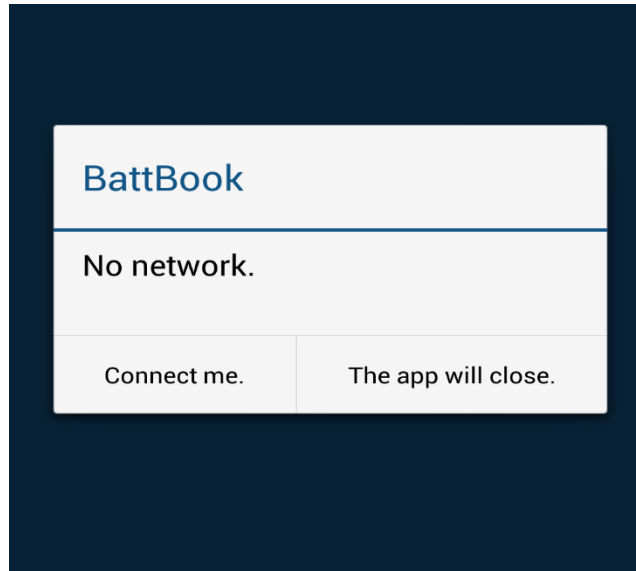 BattBook
No network.
Connect me.
The app will close.